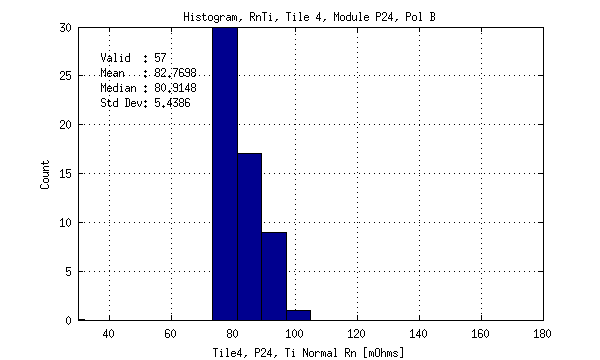 Histogram, RnTi, Tile 4, Module P24, Pol B
30
25
20
15
10
5
0
Count
Valid : 57
Mean : 82.7698
Median : 80.9148
Std Dev: 5.4386
40 60 80 100 120 140 160 180
Tile4, P24, Ti Normal Rn [mOhms]